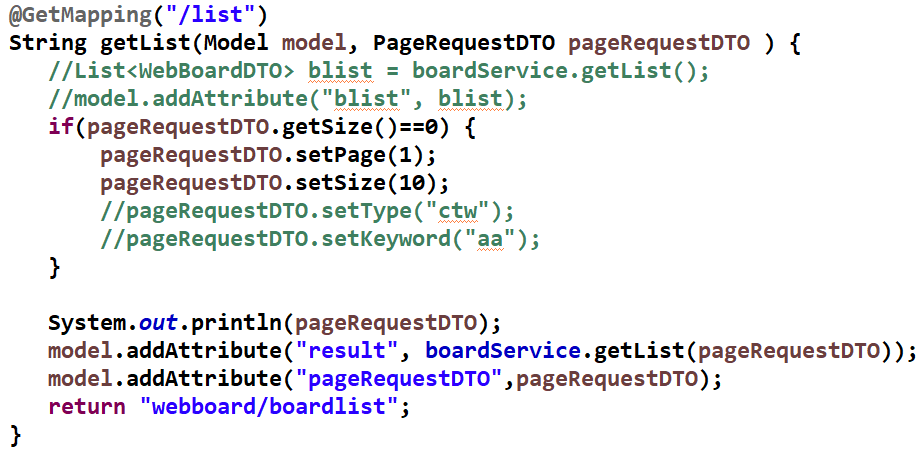 @GetMapping("/list")
String getList(Model model, PageRequestDTO pageRequestDTO ) {
   //List<WebBoardDTO> blist = boardService.getList();
   //model.addAttribute("blist", blist);
   if(pageRequestDTO.getSize()==0) {
       pageRequestDTO.setPage(1);
       pageRequestDTO.setSize(10);
       //pageRequestDTO.setType("ctw");
       //pageRequestDTO.setKeyword("aa");
   }

   System.out.println(pageRequestDTO);
   model.addAttribute("result", boardService.getList(pageRequestDTO));
   model.addAttribute("pageRequestDTO",pageRequestDTO);
   return "webboard/boardlist";
}